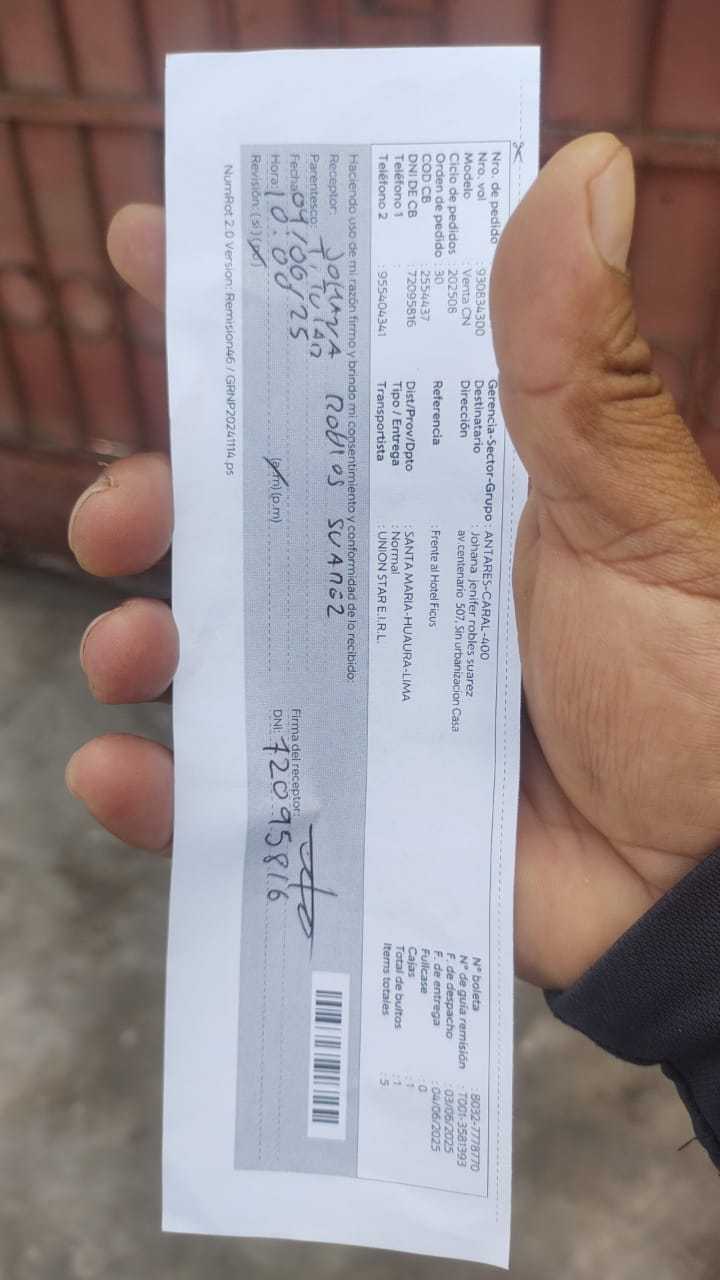 Nro. de pedido
Nro. vol : 930834300
Modelo : Venta CN
Ciclo de pedidos : 202508
Orden de pedido : 30
COD CB : 2554437
DNI DE CB : 72095816
Teléfono 1 :
Teléfono 2 : 955404341
Gerencia-Sector-Grupo : ANTARES-CARAL-400
Destinatario : Johana jenifer robles suarez
Dirección : av. centenario 507, Sin urbanizacion Casa
Referencia : Frente al Hotel Ficus
Dist/Prov/Dpto : SANTA MARIA-HUAURA-LIMA
Tipo / Entrega : Normal
Transportista : UNION STAR E.I.R.L.
N° boleta : B032-7778770
N° de guía remisión : T001-3581393
F. de despacho : 03/06/2025
F. de entrega : 04/06/2025
Fullcase : 0
Cajas : 1
Total de bultos : 1
Items totales : 5
Haciendo uso de mi razón firmo y brindo mi consentimiento y conformidad de lo recibido:
Receptor: JOHANA Robles SUAREZ
Parentesco: TITULAR
Fecha: 04/06/25
Hora: 10:00 (a.m) (p.m)
Revisión: (si) (no)
Firma del receptor:
DNI: 72095816
NumRot 2.0 Version: Remision46 / GRNP20241114.ps